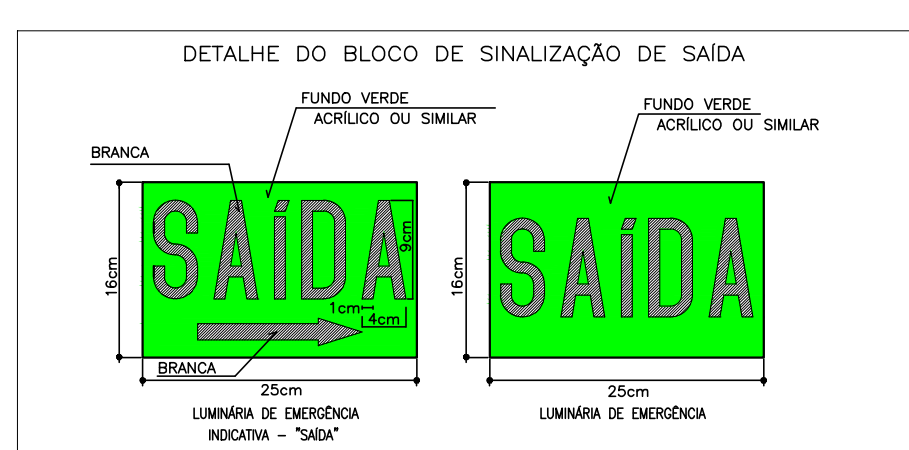 DETALHE DO BLOCO DE SINALIZAÇÃO DE SAÍDA
FUNDO VERDE
ACRÍLICO OU SIMILAR
BRANCA
SAÍDA
16cm
9cm
1cm
4cm
BRANCA
25cm
LUMINÁRIA DE EMERGÊNCIA
INDICATIVA - "SAÍDA"
FUNDO VERDE
ACRÍLICO OU SIMILAR
SAÍDA
16cm
25cm
LUMINÁRIA DE EMERGÊNCIA